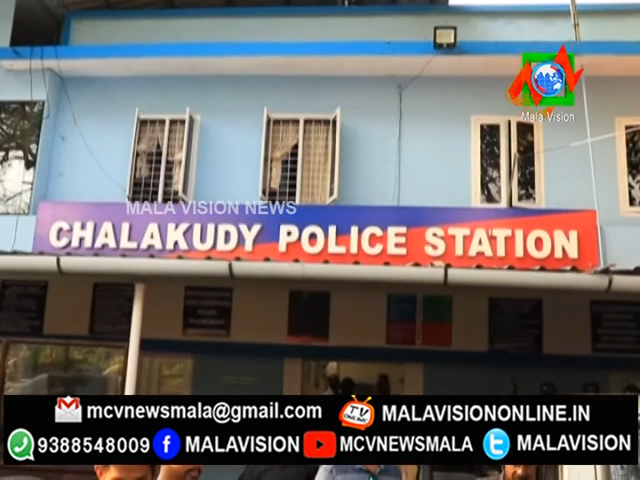 Mala Vision
MALA VISION NEWS
CHALAKUDY POLICE STATION
mcvnewsmala@gmail.com TV MALAVISIONONLINE.IN
9388548009 MALAVISION MCVNEWSMALA MALAVISION